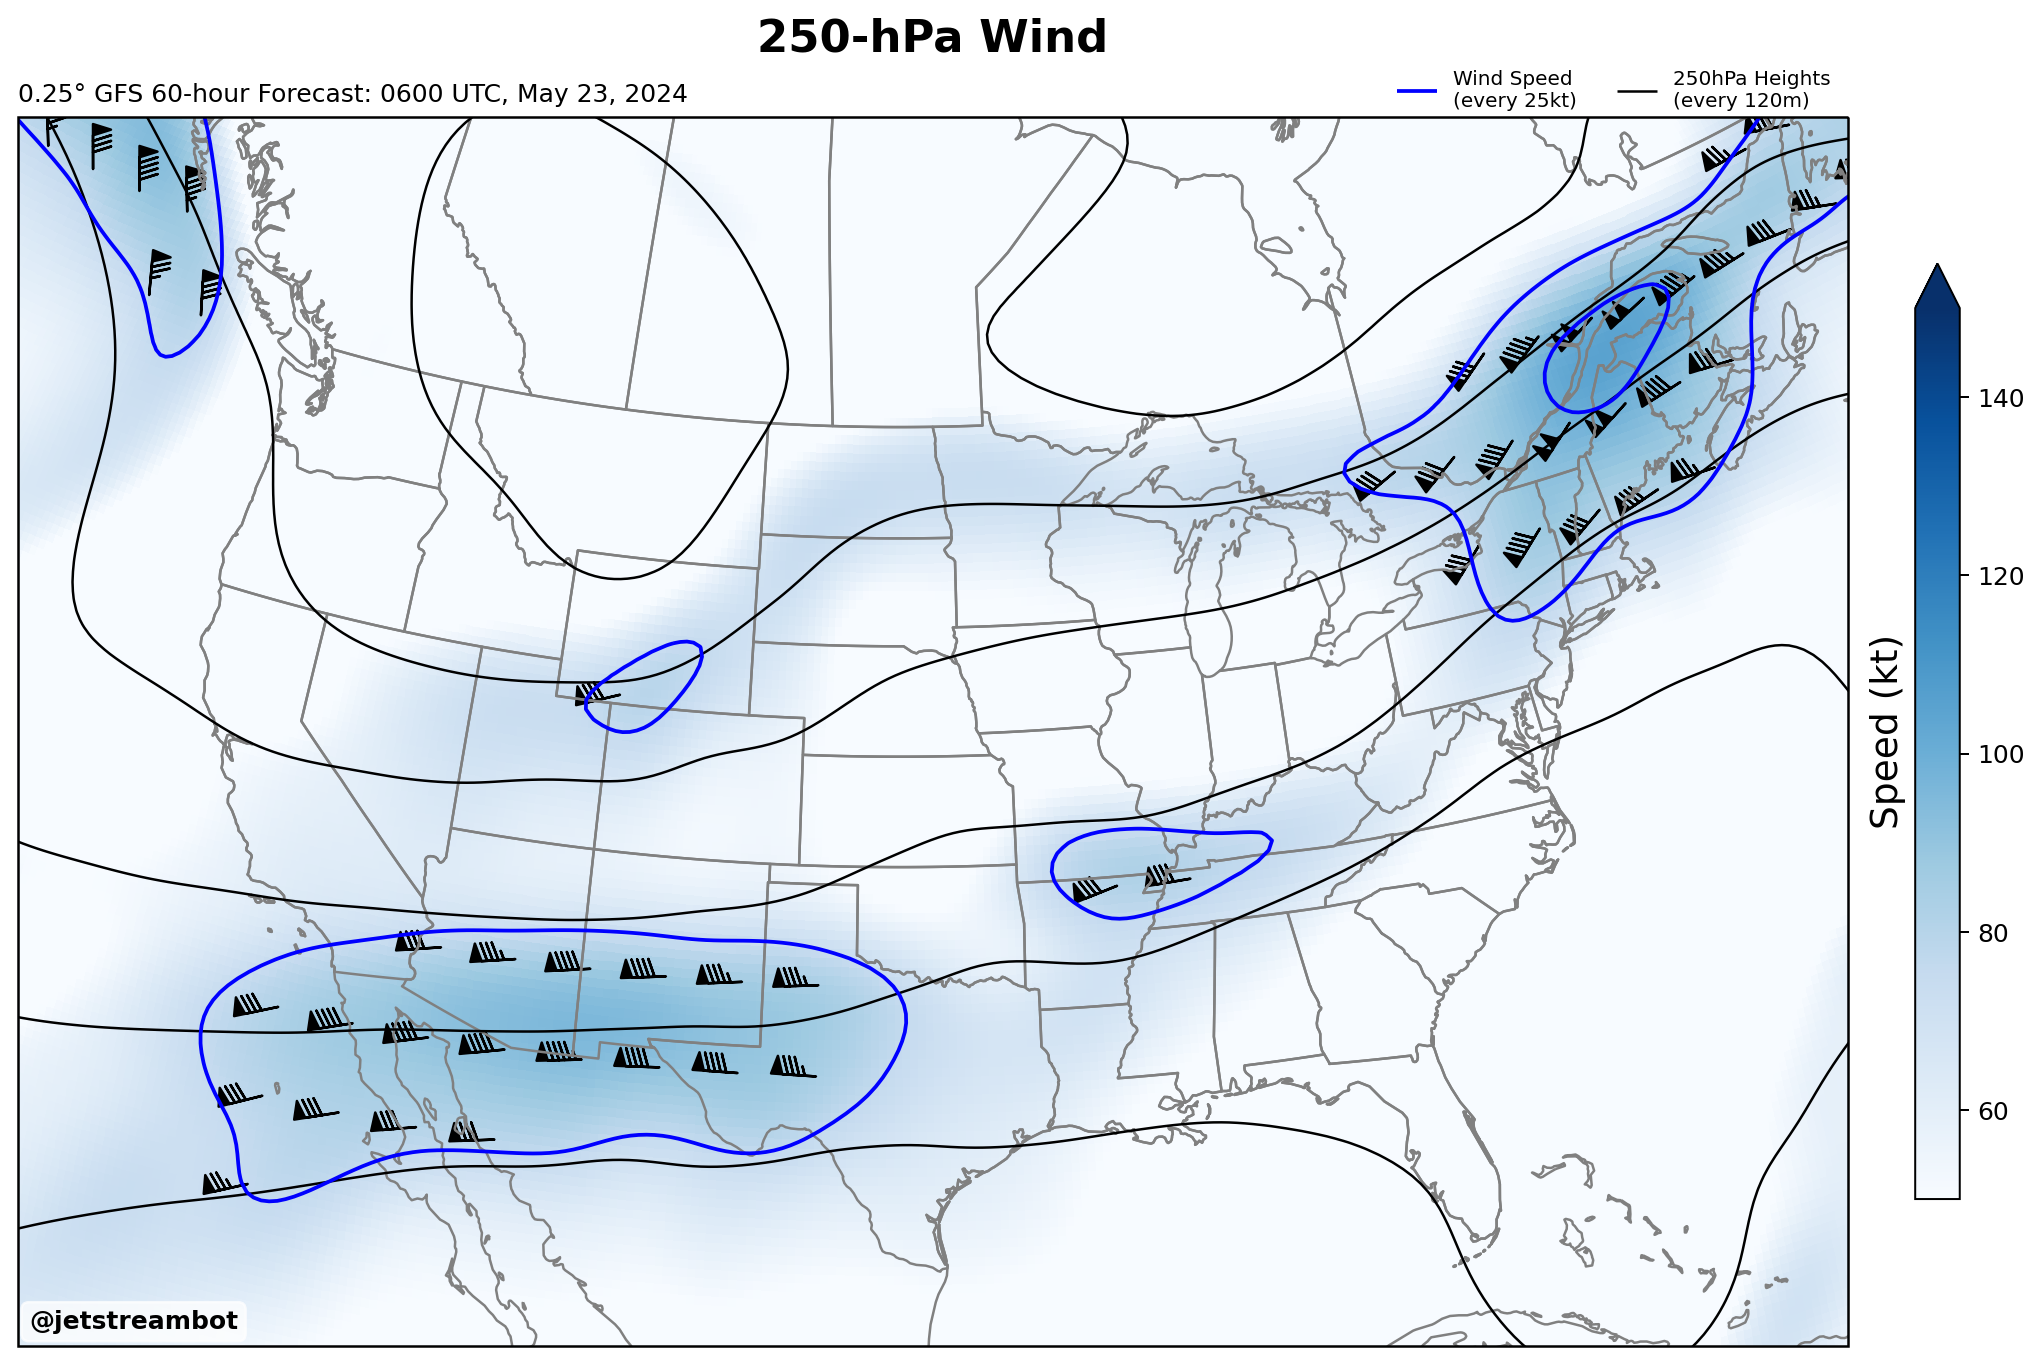 250-hPa Wind
0.25° GFS 60-hour Forecast: 0600 UTC, May 23, 2024
Wind Speed
(every 25kt)
250hPa Heights
(every 120m)
140
120
100
80
60
Speed (kt)
@jetstreambot